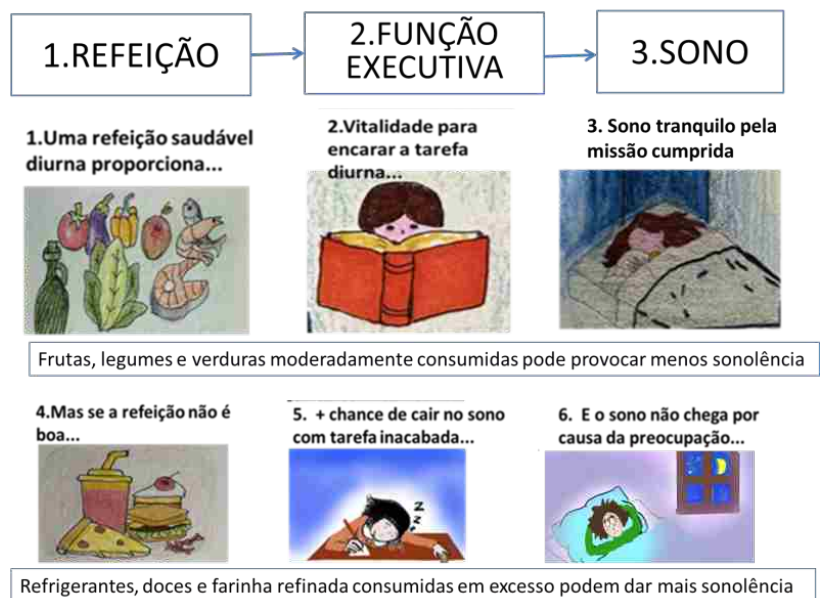 1.REFEIÇÃO
2.FUNÇÃO
EXECUTIVA
3.SONO
1.Uma refeição saudável
diurna proporciona...
2.Vitalidade para
encarar a tarefa
diurna...
3. Sono tranquilo pela
missão cumprida
Frutas, legumes e verduras moderadamente consumidas pode provocar menos sonolência
4.Mas se a refeição não é
boa...
5. + chance de cair no sono
com tarefa inacabada...
6. E o sono não chega por
causa da preocupação...
z z z
Refrigerantes, doces e farinha refinada consumidas em excesso podem dar mais sonolência